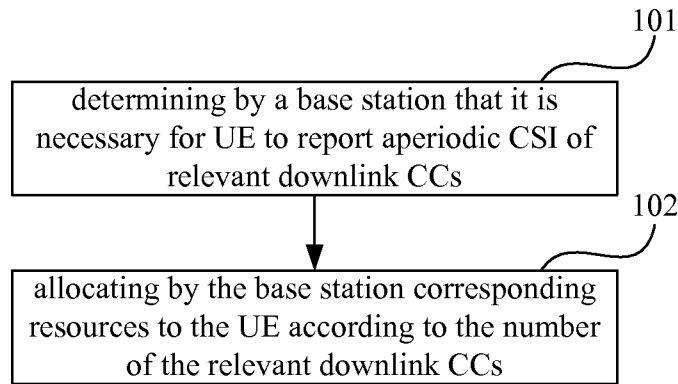 101
determining by a base station that it is
necessary for UE to report aperiodic CSI of
relevant downlink CCs
102
allocating by the base station corresponding
resources to the UE according to the number
of the relevant downlink CCs